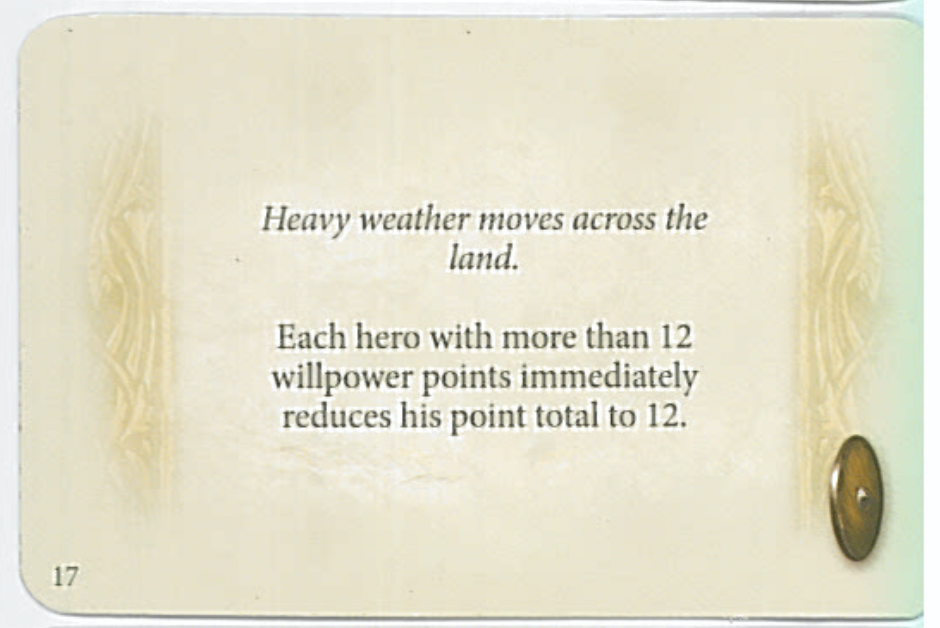 Heavy weather moves across the
land.
Each hero with more than 12
willpower points immediately
reduces his point total to 12.
17